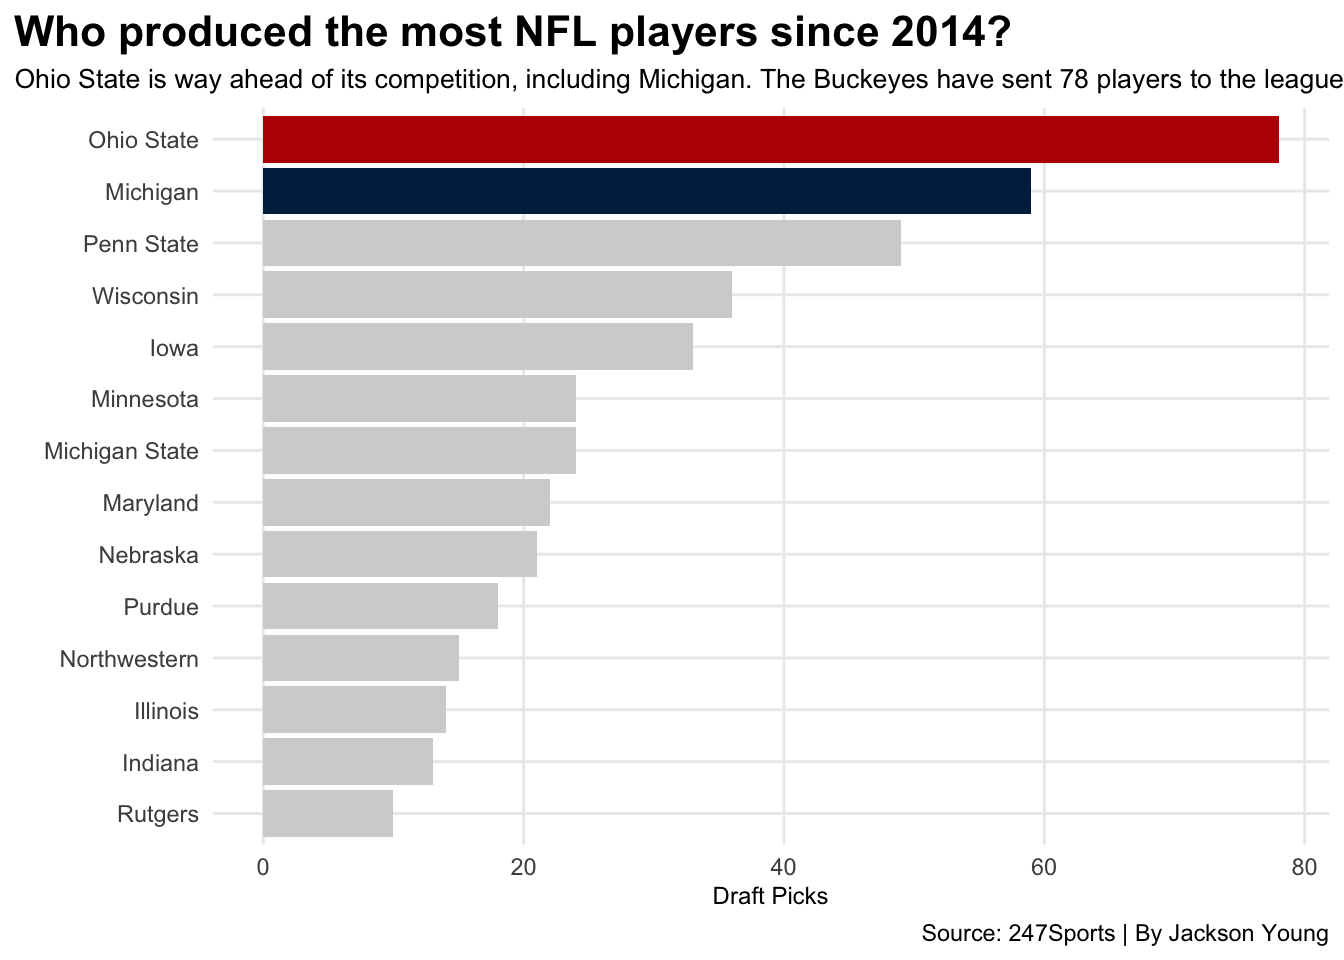 Who produced the most NFL players since 2014?
Ohio State is way ahead of its competition, including Michigan. The Buckeyes have sent 78 players to the league
Ohio State
Michigan
Penn State
Wisconsin
Iowa
Minnesota
Michigan State
Maryland
Nebraska
Purdue
Northwestern
Illinois
Indiana
Rutgers
0 20 40 60 80
Draft Picks
Source: 247Sports | By Jackson Young